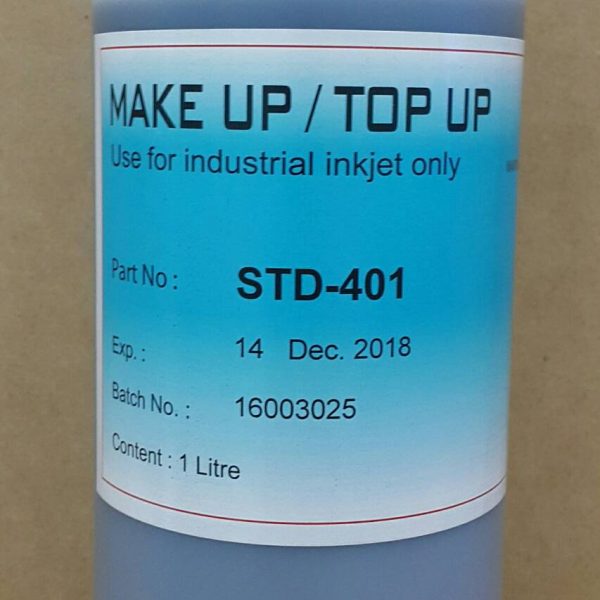 MAKE UP / TOP UP
Use for industrial inkjet only
Part No : STD-401
Exp. : 14 Dec. 2018
Batch No. : 16003025
Content : 1 Litre